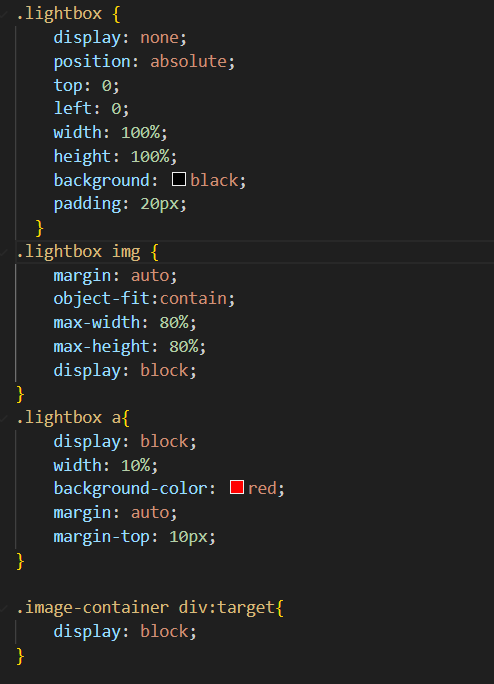 .lightbox {
    display: none;
    position: absolute;
    top: 0;
    left: 0;
    width: 100%;
    height: 100%;
    background: black;
    padding: 20px;
  }
.lightbox img {
    margin: auto;
    object-fit:contain;
    max-width: 80%;
    max-height: 80%;
    display: block;
}
.lightbox a{
    display: block;
    width: 10%;
    background-color: red;
    margin: auto;
    margin-top: 10px;
}

.image-container div:target{
    display: block;
}